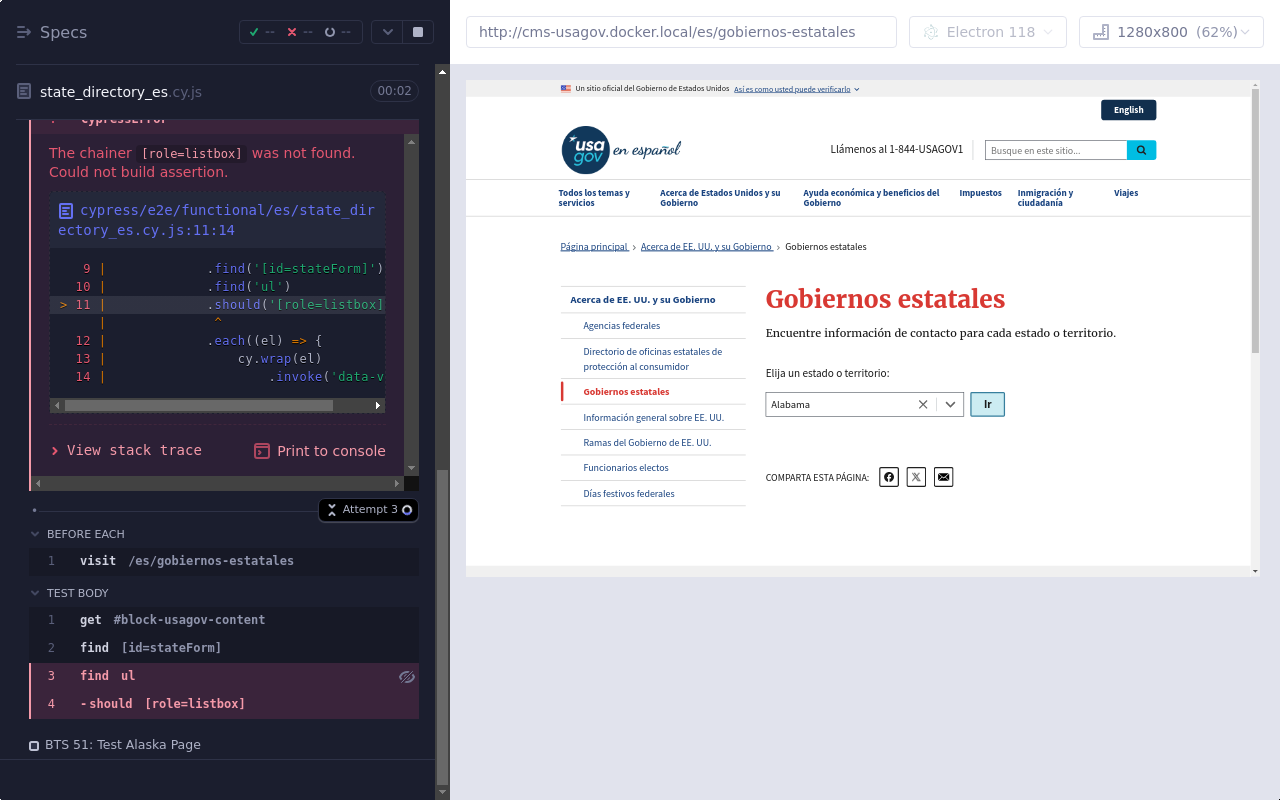 Specs
--
--
--
state_directory_es.cy.js
00:02
CypressError
The chainer [role=listbox] was not found.
Could not build assertion.
cypress/e2e/functional/es/state_dir
ectory_es.cy.js:11:14
9 | .find('[id=stateForm]')
10 | .find('ul')
> 11 | .should('[role=listbox]
| ^
12 | .each((el) => {
13 | cy.wrap(el)
14 | .invoke('data-v
View stack trace
Print to console
Attempt 3
BEFORE EACH
1 visit /es/gobiernos-estatales
TEST BODY
1 get #block-usagov-content
2 find [id=stateForm]
3 find ul
4 -should [role=listbox]
BTS 51: Test Alaska Page
http://cms-usagov.docker.local/es/gobiernos-estatales
Electron 118
1280x800 (62%)
Un sitio oficial del Gobierno de Estados Unidos Así es como usted puede verificarlo
English
usagov en español
Llámenos al 1-844-USAGOV1
Busque en este sitio...
Todos los temas y
servicios
Acerca de Estados Unidos y su
Gobierno
Ayuda económica y beneficios del
Gobierno
Impuestos
Inmigración y
ciudadanía
Viajes
Página principal › Acerca de EE. UU. y su Gobierno › Gobiernos estatales
Acerca de EE. UU. y su Gobierno
Agencias federales
Directorio de oficinas estatales de
protección al consumidor
Gobiernos estatales
Información general sobre EE. UU.
Ramas del Gobierno de EE. UU.
Funcionarios electos
Días festivos federales
Gobiernos estatales
Encuentre información de contacto para cada estado o territorio.
Elija un estado o territorio:
Alabama
Ir
COMPARTA ESTA PÁGINA: